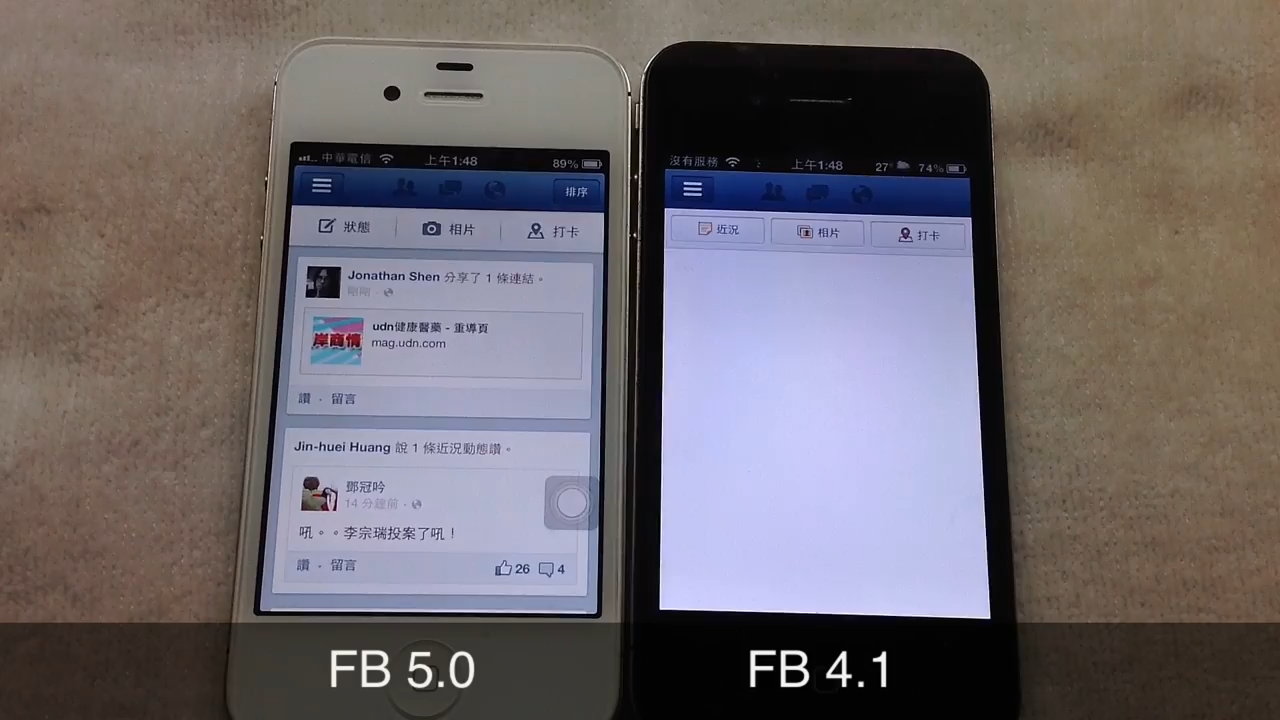 中華電信 上午1:48 89%
排序
狀態 相片 打卡
Jonathan Shen 分享了 1 條連結。
剛剛
udn健康醫藥 - 重導頁
mag.udn.com
讚 · 留言
Jin-huei Huang 說 1 條近況動態讚。
鄧冠吟
14 分鐘前
吼。。李宗瑞投案了吼！
讚 · 留言 26 4
沒有服務 上午1:48 27° 74%
近況 相片 打卡
FB 5.0
FB 4.1